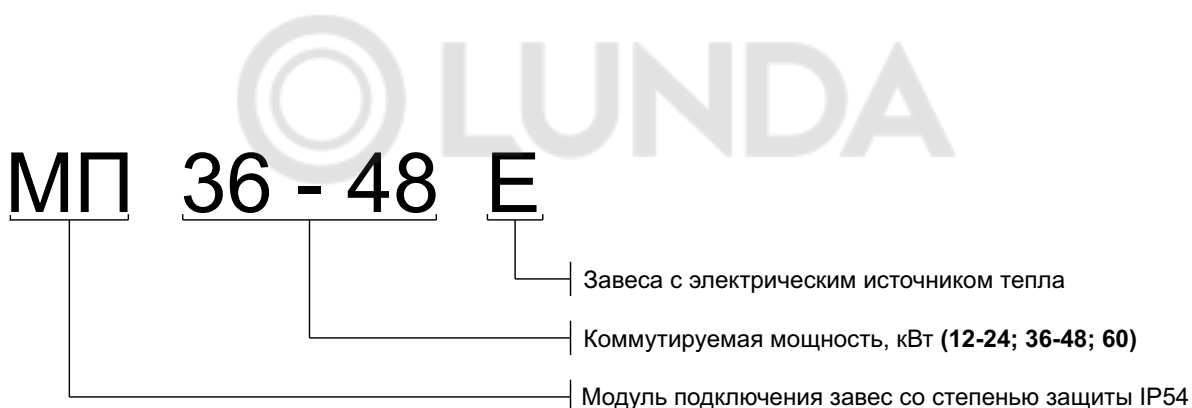 LUNDA
МП 36 - 48 Е
Завеса с электрическим источником тепла
Коммутируемая мощность, кВт (12-24; 36-48; 60)
Модуль подключения завес со степенью защиты IP54